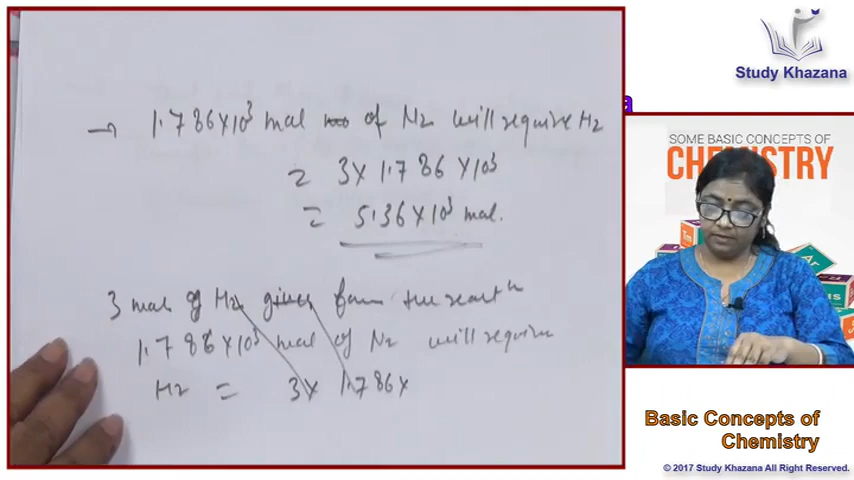 → 1.786×10³ mol of N₂ will require H₂
= 3× 1.786 ×10³
= 5.36×10³ mol.
3 mol of H₂ given from the
1.786×10³ mol of N₂ will require
H₂ = 3× 1.786×
Study Khazana
SOME BASIC CONCEPTS OF
CHEMISTRY
Basic Concepts of
Chemistry
© 2017 Study Khazana All Right Reserved.